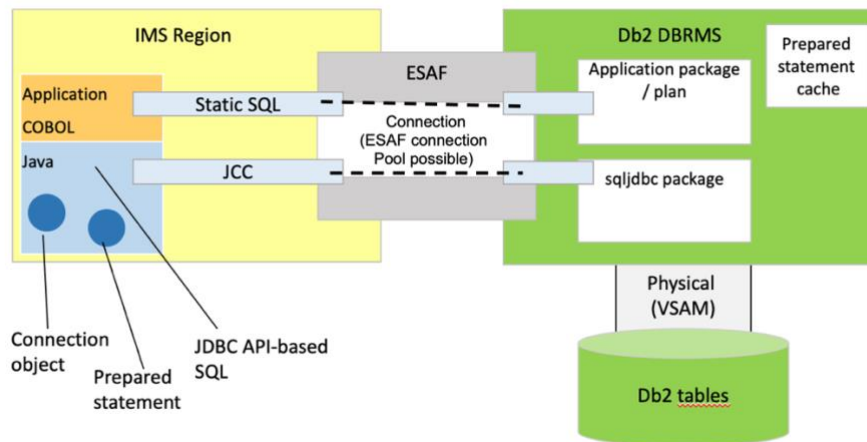 IMS Region
ESAF
Db2 DBRMS
Application
COBOL
Static SQL
Connection
(ESAF connection
Pool possible)
Application package
/ plan
Prepared
statement
cache
Java
JCC
sqljdbc package
Connection
object
Prepared
statement
JDBC API-based
SQL
Physical
(VSAM)
Db2 tables